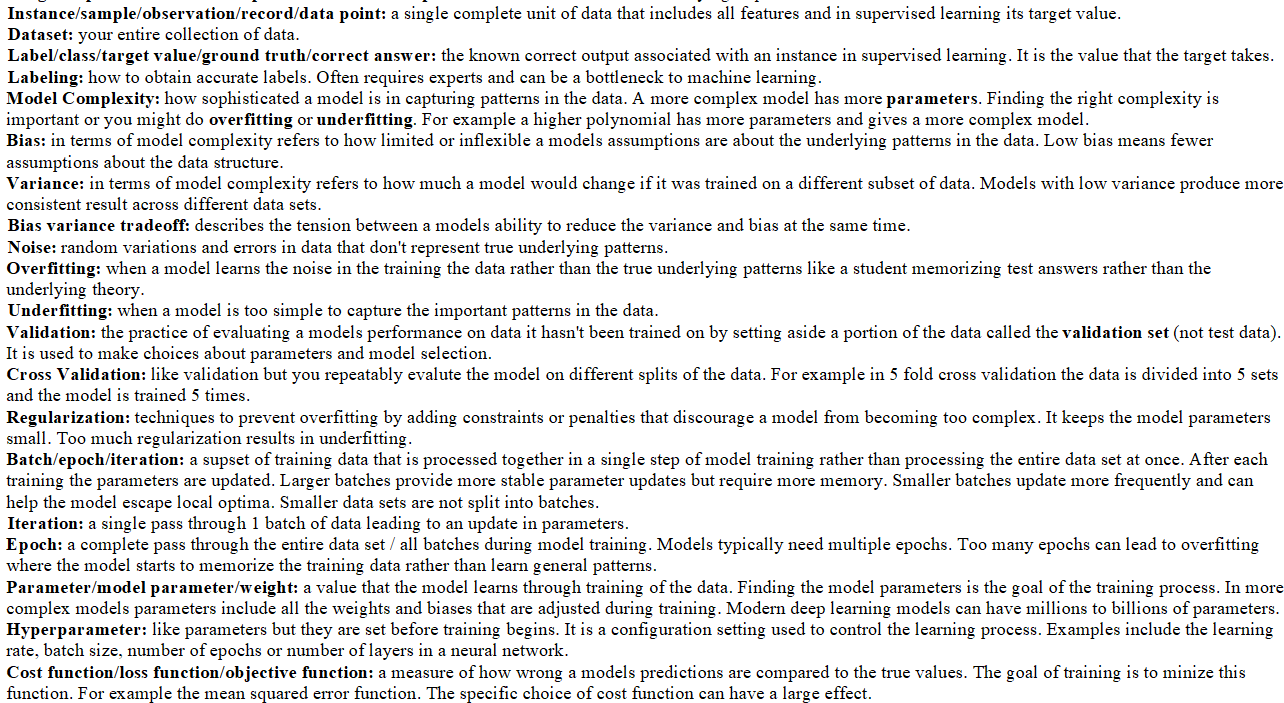 Instance/sample/observation/record/data point: a single complete unit of data that includes all features and in supervised learning its target value.
Dataset: your entire collection of data.
Label/class/target value/ground truth/correct answer: the known correct output associated with an instance in supervised learning. It is the value that the target takes.
Labeling: how to obtain accurate labels. Often requires experts and can be a bottleneck to machine learning.
Model Complexity: how sophisticated a model is in capturing patterns in the data. A more complex model has more parameters. Finding the right complexity is
important or you might do overfitting or underfitting. For example a higher polynomial has more parameters and gives a more complex model.
Bias: in terms of model complexity refers to how limited or inflexible a models assumptions are about the underlying patterns in the data. Low bias means fewer
assumptions about the data structure.
Variance: in terms of model complexity refers to how much a model would change if it was trained on a different subset of data. Models with low variance produce more
consistent result across different data sets.
Bias variance tradeoff: describes the tension between a models ability to reduce the variance and bias at the same time.
Noise: random variations and errors in data that don't represent true underlying patterns.
Overfitting: when a model learns the noise in the training the data rather than the true underlying patterns like a student memorizing test answers rather than the
underlying theory.
Underfitting: when a model is too simple to capture the important patterns in the data.
Validation: the practice of evaluating a models performance on data it hasn't been trained on by setting aside a portion of the data called the validation set (not test data).
It is used to make choices about parameters and model selection.
Cross Validation: like validation but you repeatably evalute the model on different splits of the data. For example in 5 fold cross validation the data is divided into 5 sets
and the model is trained 5 times.
Regularization: techniques to prevent overfitting by adding constraints or penalties that discourage a model from becoming too complex. It keeps the model parameters
small. Too much regularization results in underfitting.
Batch/epoch/iteration: a supset of training data that is processed together in a single step of model training rather than processing the entire data set at once. After each
training the parameters are updated. Larger batches provide more stable parameter updates but require more memory. Smaller batches update more frequently and can
help the model escape local optima. Smaller data sets are not split into batches.
Iteration: a single pass through 1 batch of data leading to an update in parameters.
Epoch: a complete pass through the entire data set / all batches during model training. Models typically need multiple epochs. Too many epochs can lead to overfitting
where the model starts to memorize the training data rather than learn general patterns.
Parameter/model parameter/weight: a value that the model learns through training of the data. Finding the model parameters is the goal of the training process. In more
complex models parameters include all the weights and biases that are adjusted during training. Modern deep learning models can have millions to billions of parameters.
Hyperparameter: like parameters but they are set before training begins. It is a configuration setting used to control the learning process. Examples include the learning
rate, batch size, number of epochs or number of layers in a neural network.
Cost function/loss function/objective function: a measure of how wrong a models predictions are compared to the true values. The goal of training is to minize this
function. For example the mean squared error function. The specific choice of cost function can have a large effect.